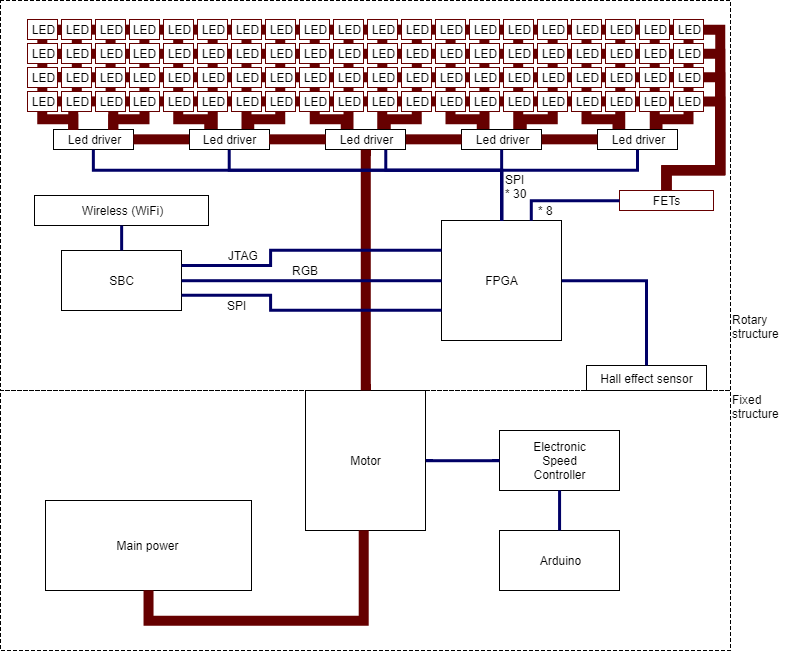 LED LED LED LED LED LED LED LED LED LED LED LED LED LED LED LED LED LED LED LED
LED LED LED LED LED LED LED LED LED LED LED LED LED LED LED LED LED LED LED LED
LED LED LED LED LED LED LED LED LED LED LED LED LED LED LED LED LED LED LED LED
LED LED LED LED LED LED LED LED LED LED LED LED LED LED LED LED LED LED LED LED
Led driver Led driver Led driver Led driver Led driver
SPI
* 30
* 8
FETs
Wireless (WiFi)
JTAG
RGB
SPI
SBC
FPGA
Hall effect sensor
Rotary
structure
Fixed
structure
Motor
Electronic
Speed
Controller
Main power
Arduino